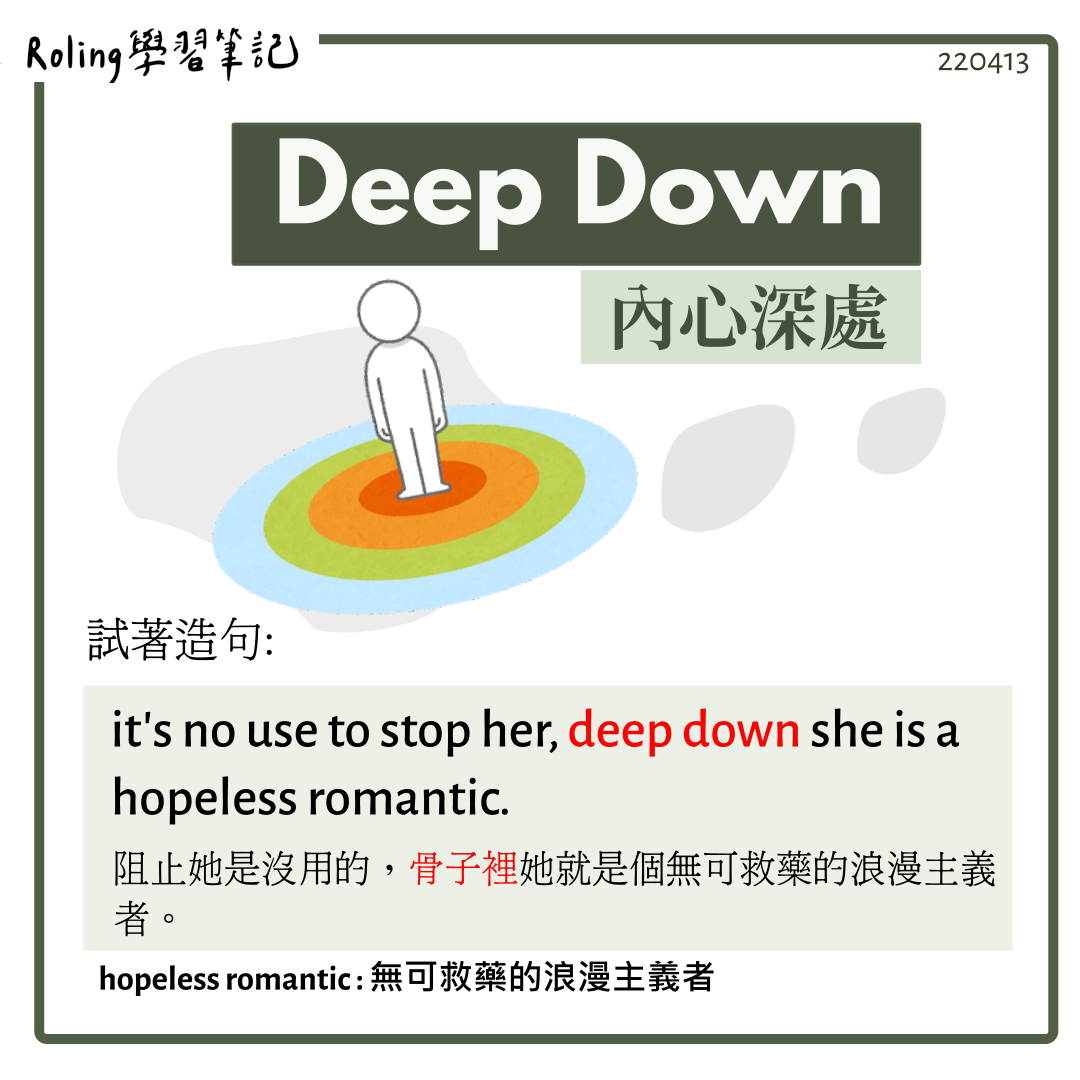 Roling學習筆記
220413
Deep Down
內心深處
試著造句:
it's no use to stop her, deep down she is a
hopeless romantic.
阻止她是沒用的，骨子裡她就是個無可救藥的浪漫主義
者。
hopeless romantic : 無可救藥的浪漫主義者